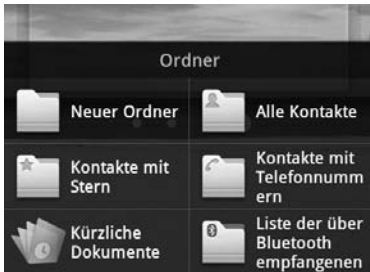 Ordner
Neuer Ordner
Alle Kontakte
Kontakte mit
Stern
Kontakte mit
Telefonnumm
ern
Kürzliche
Dokumente
Liste der über
Bluetooth
empfangenen